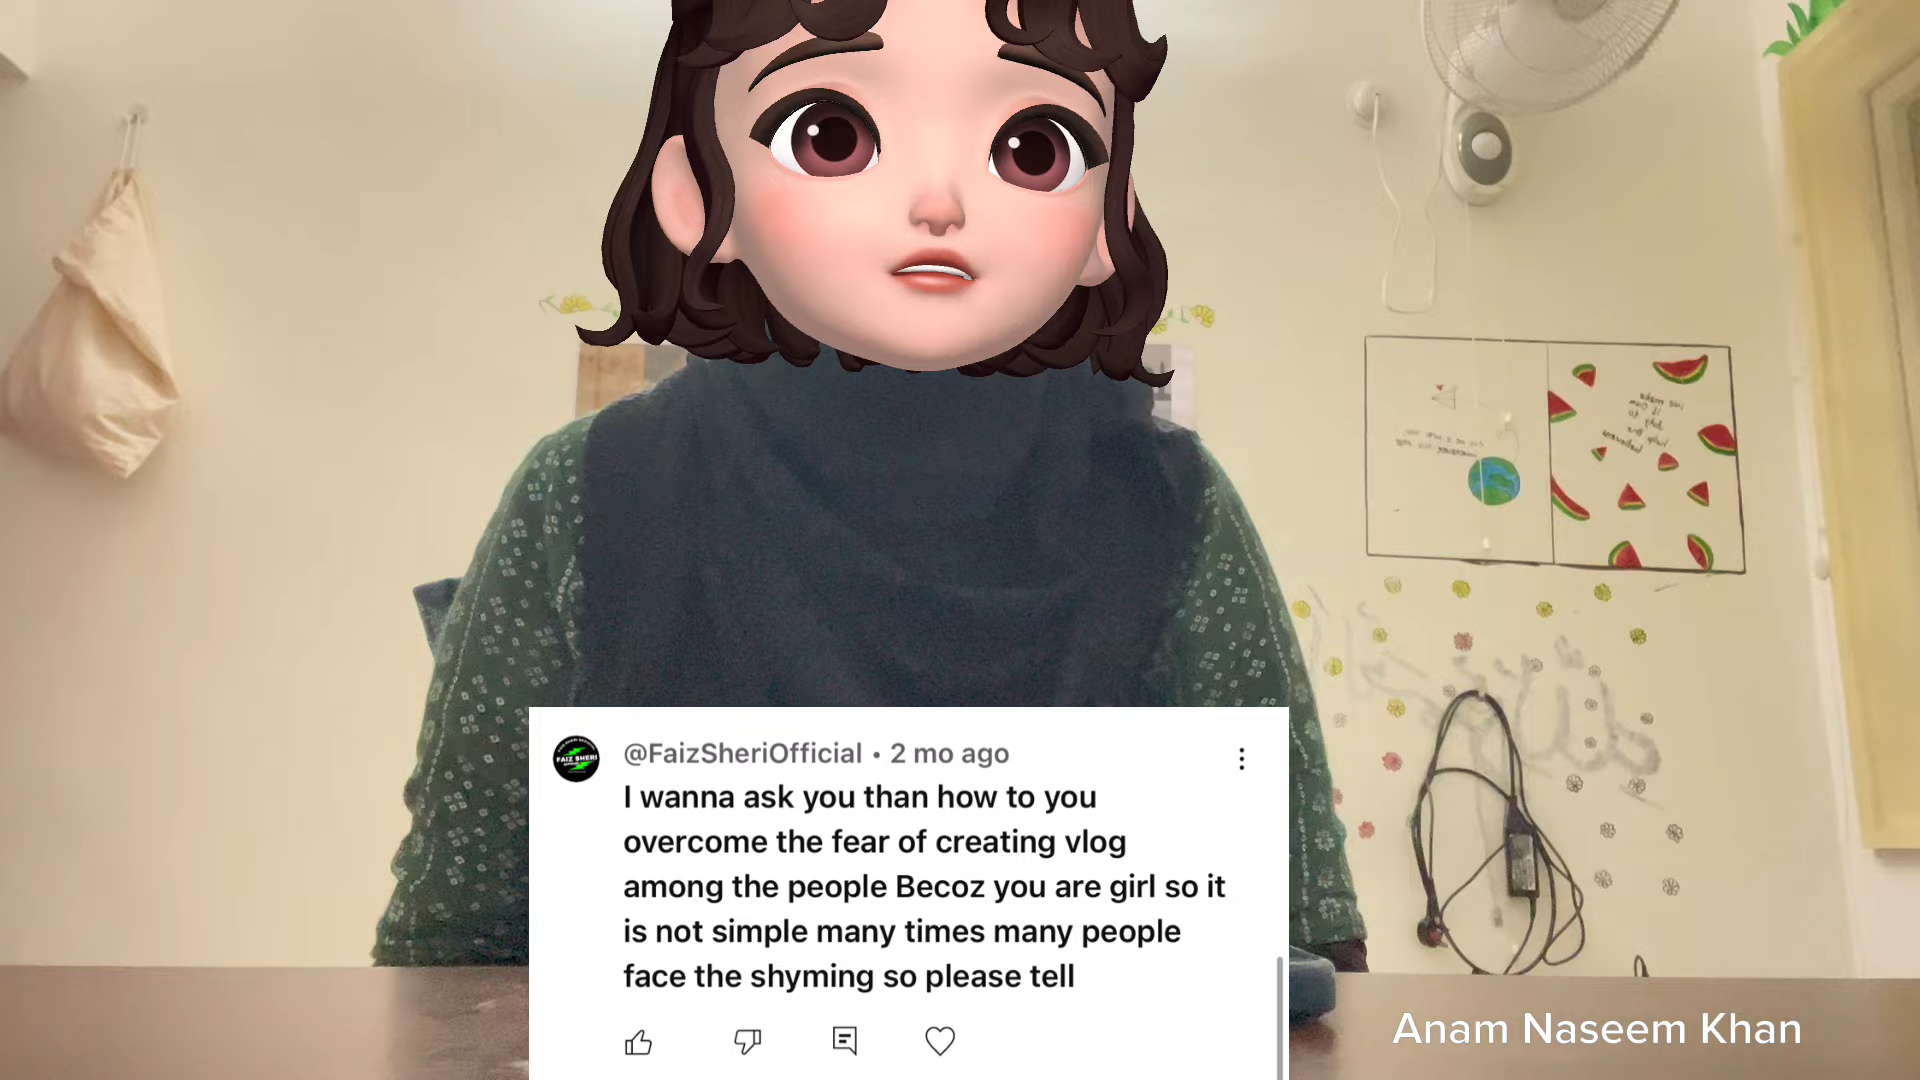 @FaizSheriOfficial • 2 mo ago
I wanna ask you than how to you
overcome the fear of creating vlog
among the people Becoz you are girl so it
is not simple many times many people
face the shyming so please tell
FAIZ SHERI
Anam Naseem Khan